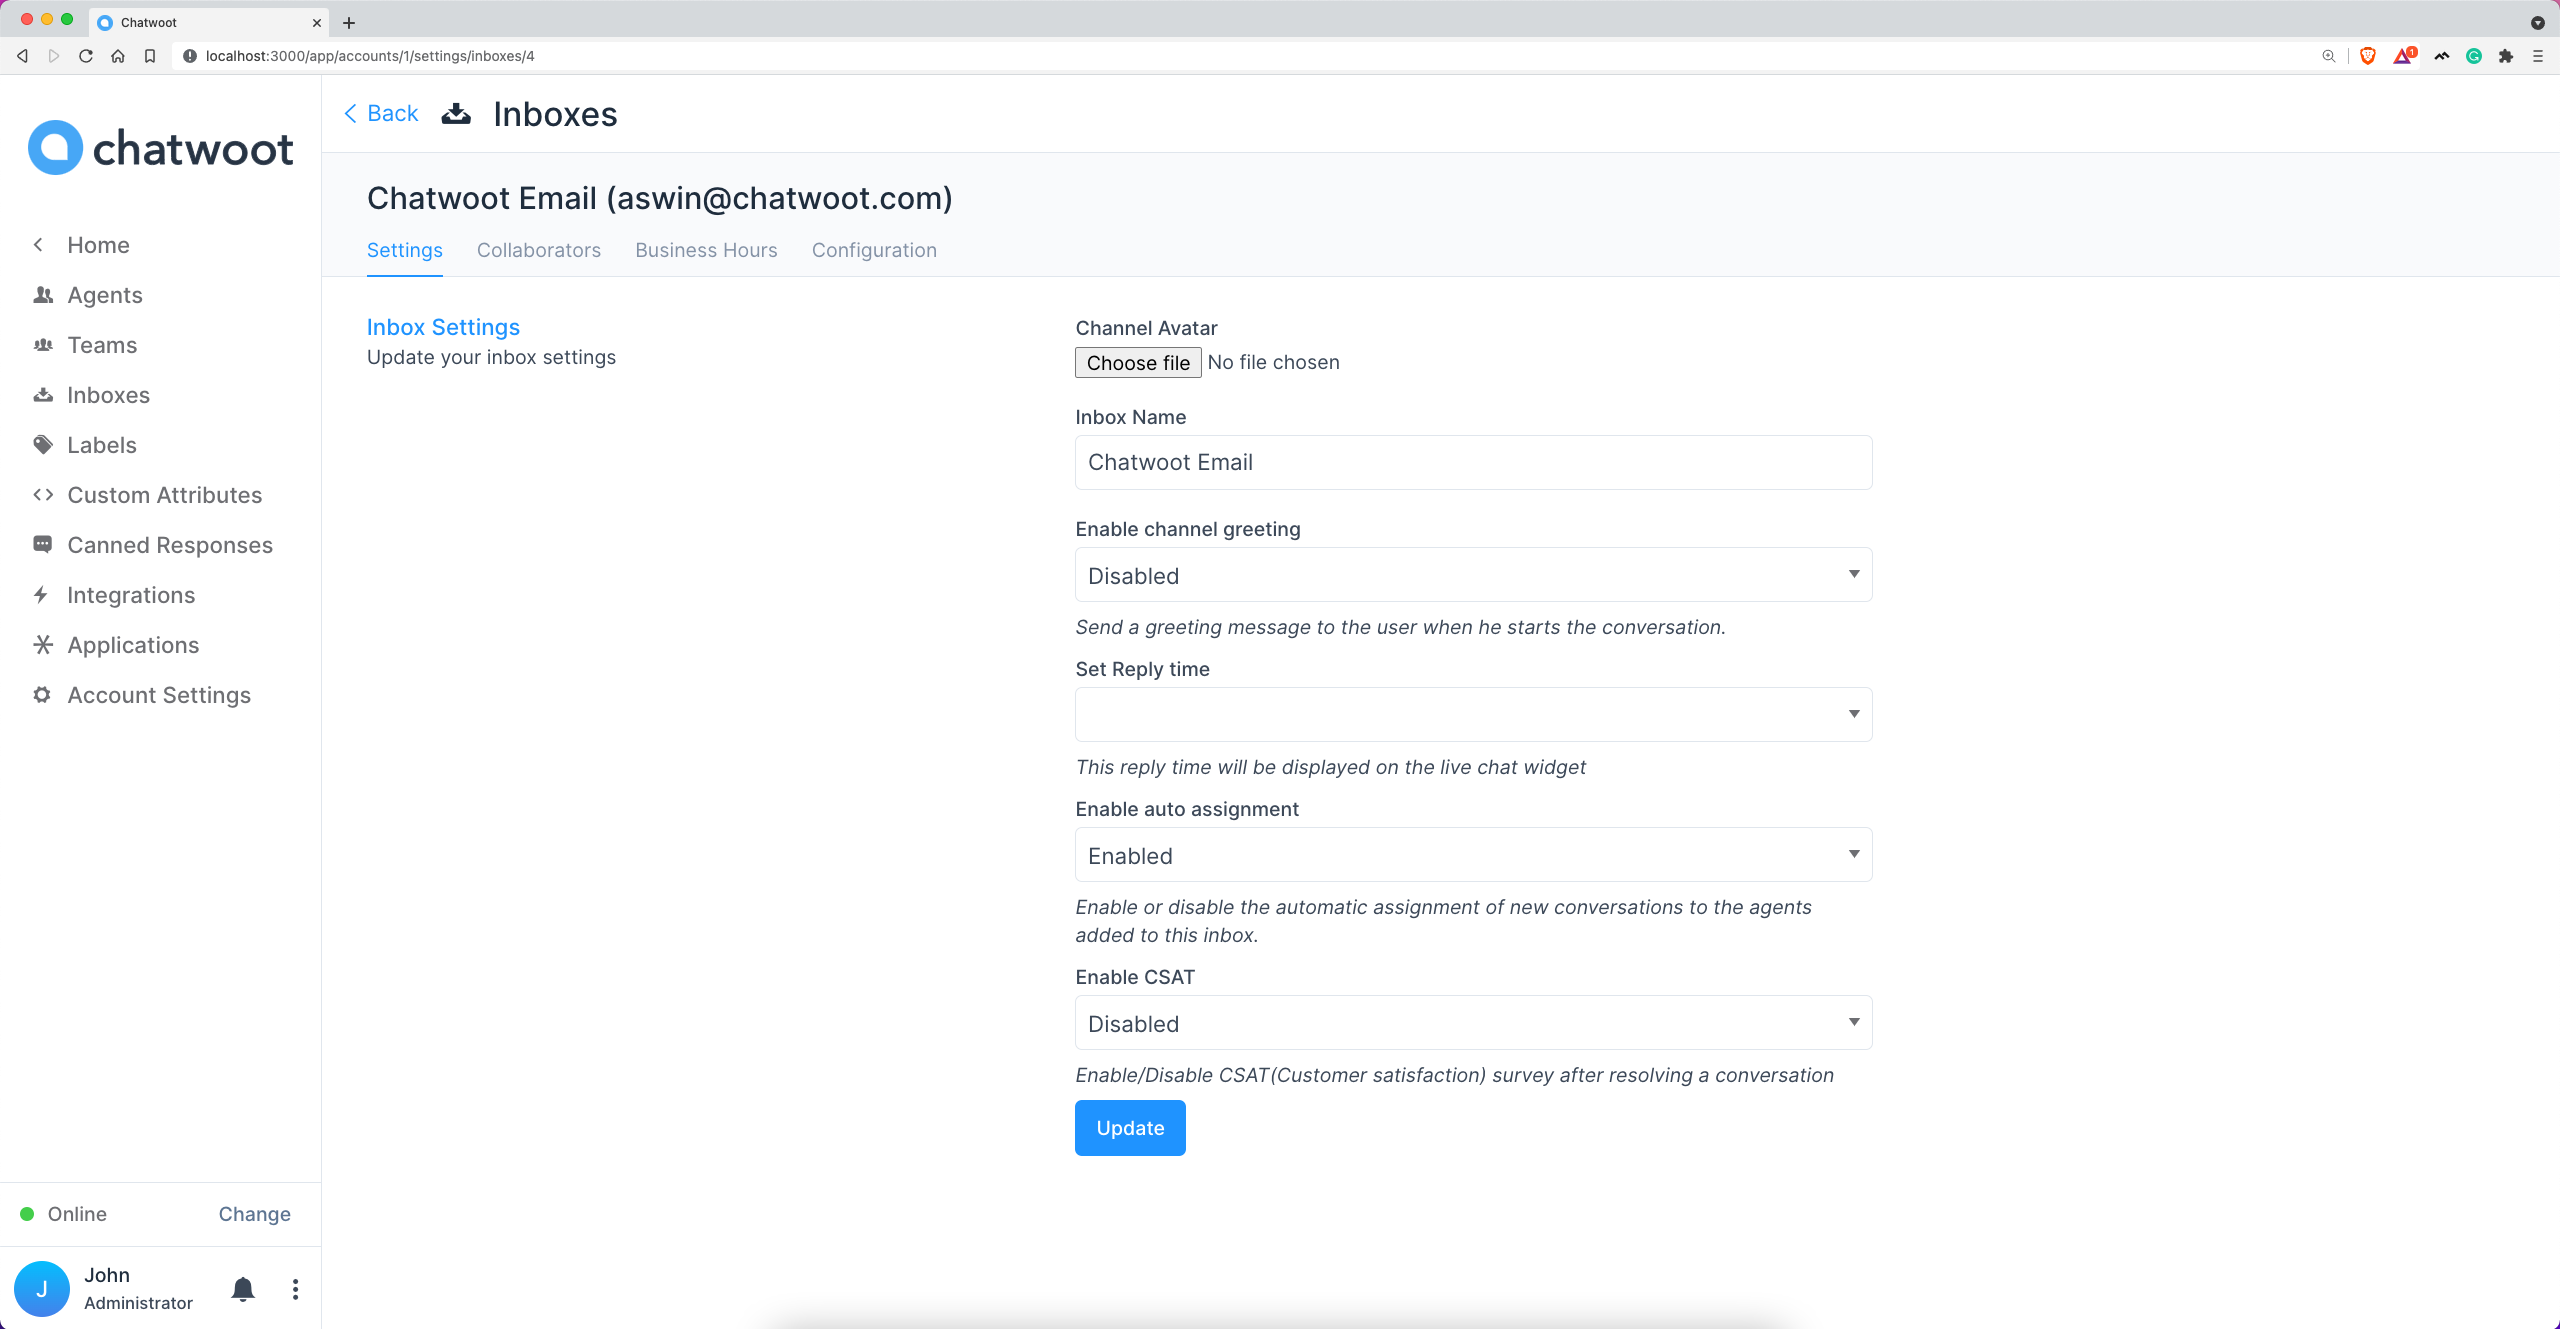 Chatwoot
localhost:3000/app/accounts/1/settings/inboxes/4
1
chatwoot
Home
Agents
Teams
Inboxes
Labels
Custom Attributes
Canned Responses
Integrations
Applications
Account Settings
Online Change
J
John
Administrator
Back Inboxes
Chatwoot Email (aswin@chatwoot.com)
Settings Collaborators Business Hours Configuration
Inbox Settings
Update your inbox settings
Channel Avatar
Choose file No file chosen
Inbox Name
Chatwoot Email
Enable channel greeting
Disabled
Send a greeting message to the user when he starts the conversation.
Set Reply time
This reply time will be displayed on the live chat widget
Enable auto assignment
Enabled
Enable or disable the automatic assignment of new conversations to the agents
added to this inbox.
Enable CSAT
Disabled
Enable/Disable CSAT(Customer satisfaction) survey after resolving a conversation
Update